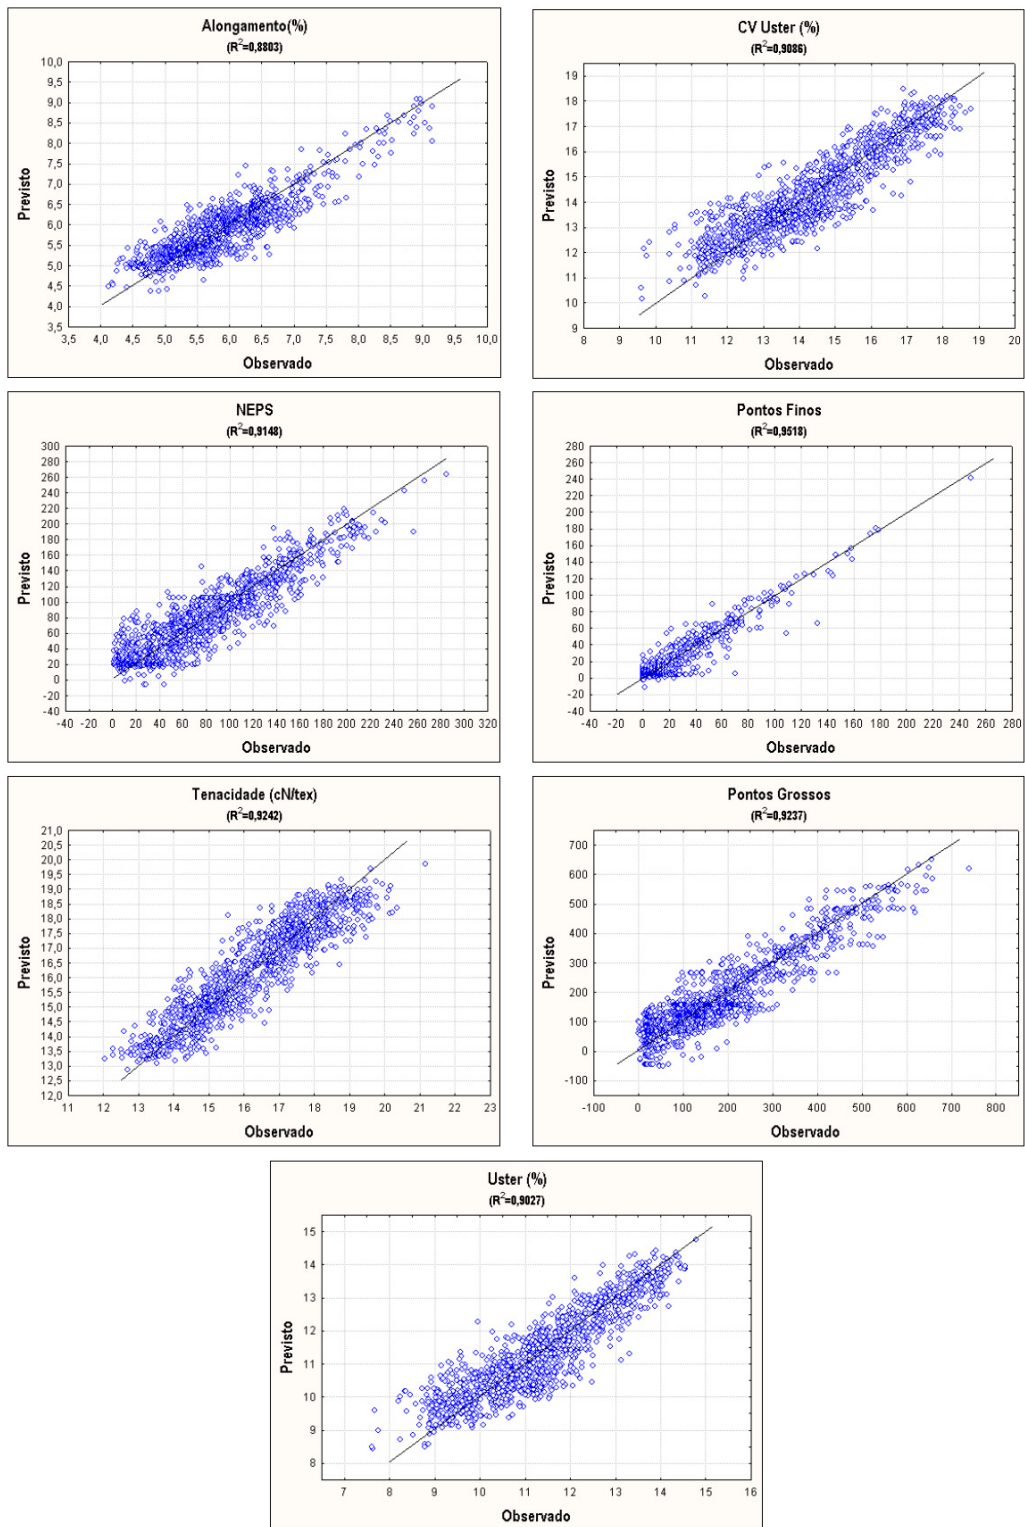 Alongamento(%)
(R²=0,8803)
10,0
9,5
9,0
8,5
8,0
7,5
7,0
6,5
6,0
5,5
5,0
4,5
4,0
3,5
Previsto
3,5 4,0 4,5 5,0 5,5 6,0 6,5 7,0 7,5 8,0 8,5 9,0 9,5 10,0
Observado
CV Uster (%)
(R²=0,9086)
19
18
17
16
15
14
13
12
11
10
9
Previsto
8 9 10 11 12 13 14 15 16 17 18 19 20
Observado
NEPS
(R²=0,9148)
300
280
260
240
220
200
180
160
140
120
100
80
60
40
20
0
-20
-40
Previsto
-40 -20 0 20 40 60 80 100 120 140 160 180 200 220 240 260 280 300 320
Observado
Pontos Finos
(R²=0,9518)
280
260
240
220
200
180
160
140
120
100
80
60
40
20
0
-20
-40
Previsto
-40 -20 0 20 40 60 80 100 120 140 160 180 200 220 240 260 280
Observado
Tenacidade (cN/tex)
(R²=0,9242)
21,0
20,5
20,0
19,5
19,0
18,5
18,0
17,5
17,0
16,5
16,0
15,5
15,0
14,5
14,0
13,5
13,0
12,5
12,0
Previsto
11 12 13 14 15 16 17 18 19 20 21 22 23
Observado
Pontos Grossos
(R²=0,9237)
700
600
500
400
300
200
100
0
-100
Previsto
-100 0 100 200 300 400 500 600 700 800
Observado
Uster (%)
(R²=0,9027)
15
14
13
12
11
10
9
8
Previsto
7 8 9 10 11 12 13 14 15 16
Observado